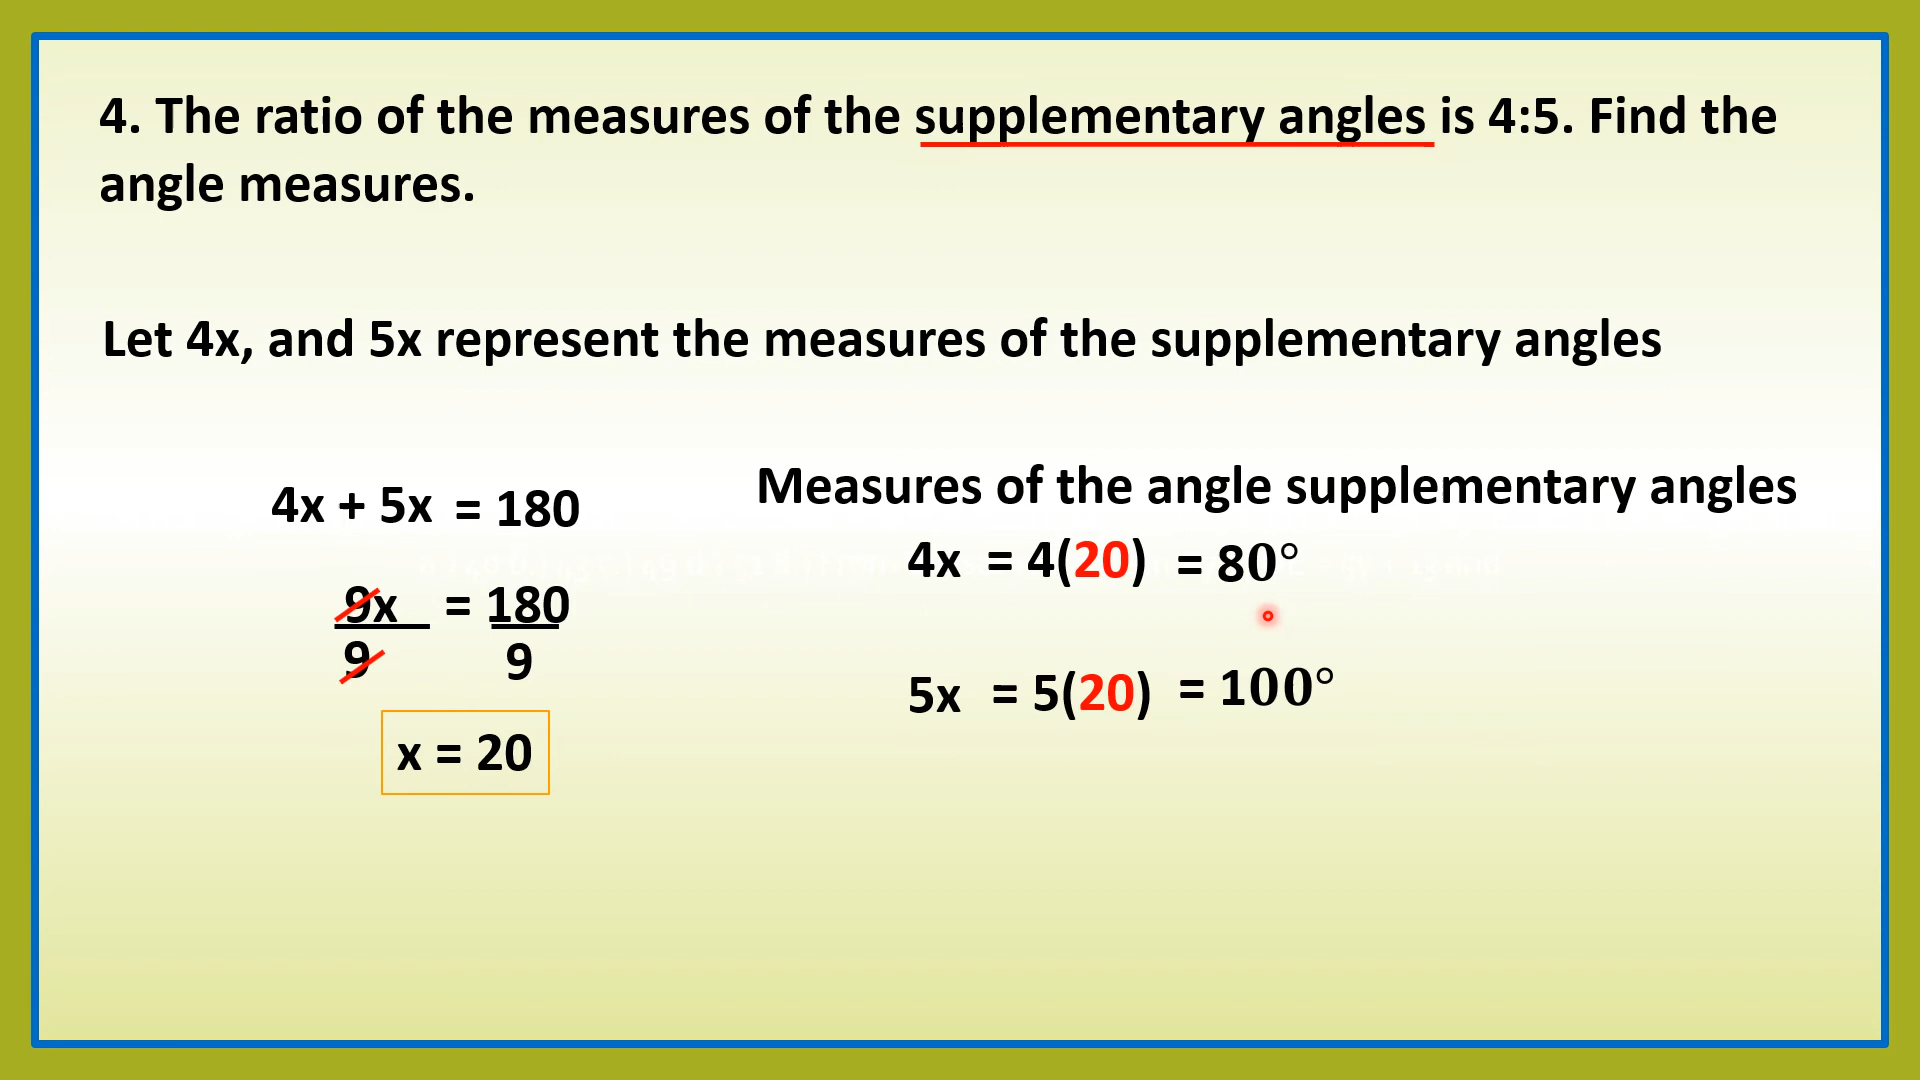 4. The ratio of the measures of the supplementary angles is 4:5. Find the
angle measures.
Let 4x, and 5x represent the measures of the supplementary angles
4x + 5x = 180
9x = 180
9 9
x = 20
Measures of the angle supplementary angles
4x = 4(20) = 80°
5x = 5(20) = 100°